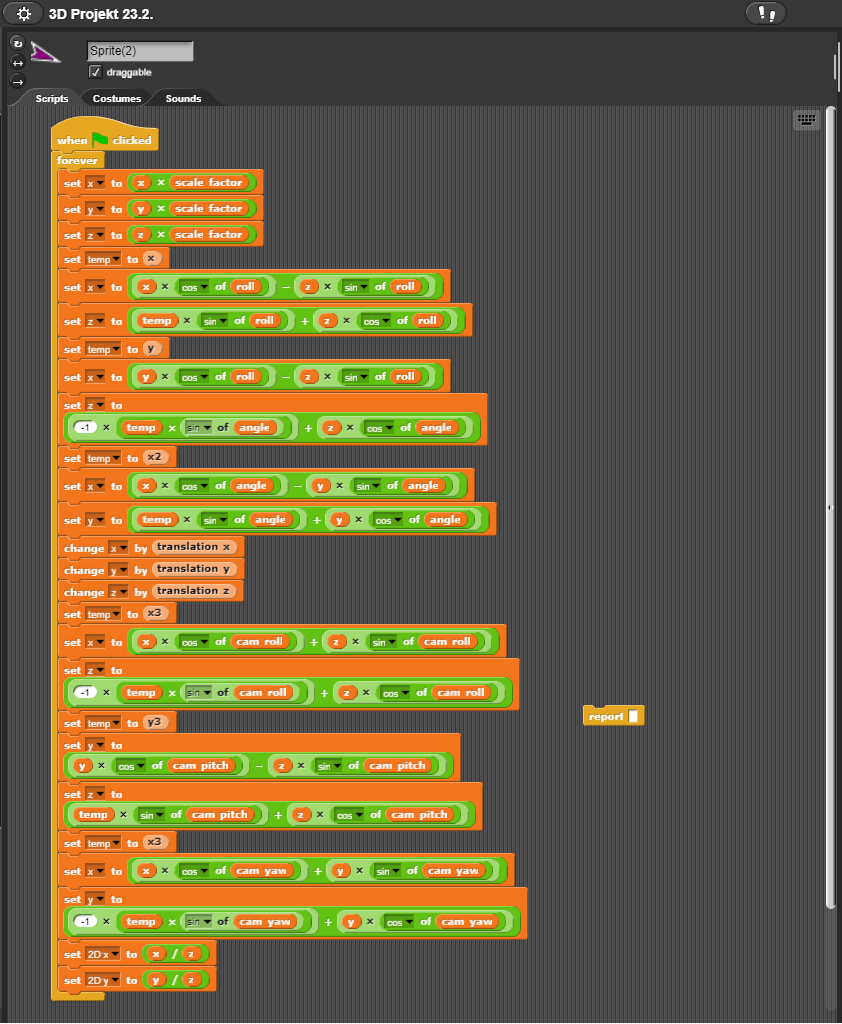 3D Projekt 23.2.
Sprite(2)
draggable
Scripts Costumes Sounds
when clicked
forever
set x to x × scale factor
set y to y × scale factor
set z to z × scale factor
set temp to x
set x to x × cos of roll − z × sin of roll
set z to temp × sin of roll + z × cos of roll
set temp to y
set x to y × cos of roll − z × sin of roll
set z to
-1 × temp × sin of angle + z × cos of angle
set temp to x2
set x to x × cos of angle − y × sin of angle
set y to temp × sin of angle + y × cos of angle
change x by translation x
change y by translation y
change z by translation z
set temp to x3
set x to x × cos of cam roll + z × sin of cam roll
set z to
-1 × temp × sin of cam roll + z × cos of cam roll
report
set temp to y3
set y to
y × cos of cam pitch − z × sin of cam pitch
set z to
temp × sin of cam pitch + z × cos of cam pitch
set temp to x3
set x to x × cos of cam yaw + y × sin of cam yaw
set y to
-1 × temp × sin of cam yaw + y × cos of cam yaw
set 2D x to x / z
set 2D y to y / z